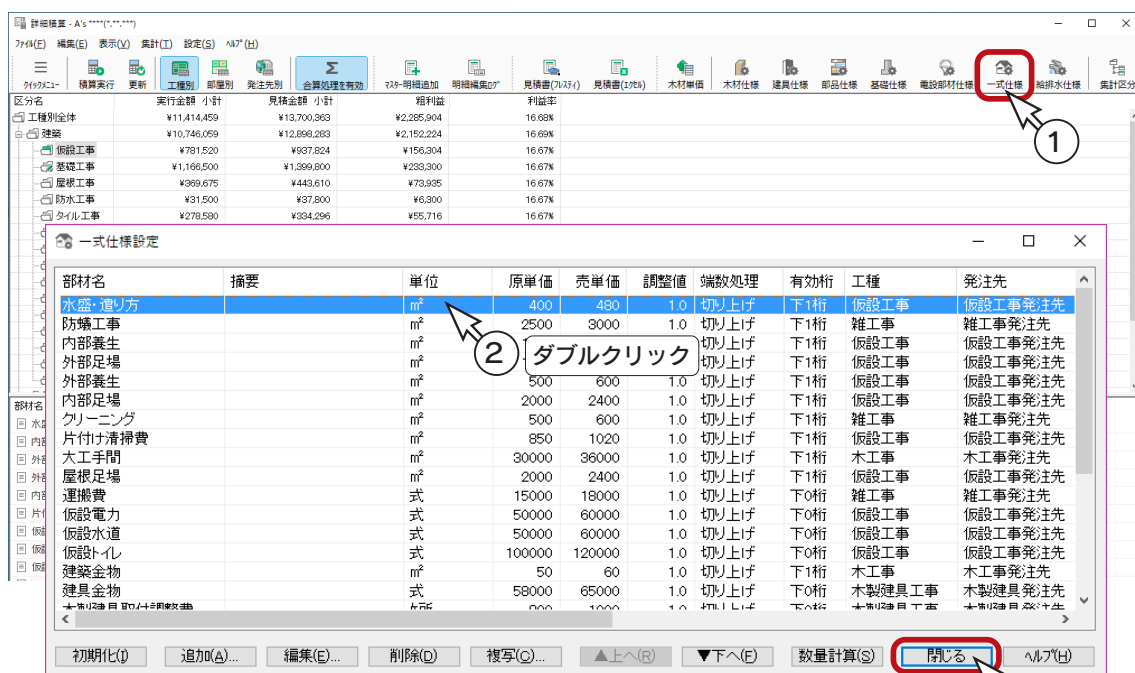 詳細積算 - A's ****(*.**.***)
ファイル(F) 編集(E) 表示(V) 集計(T) 設定(S) ヘルプ(H)
クイックメニュー 積算実行 更新 工種別 部屋別 発注先別 合算処理を有効 マスター明細追加 明細編集ログ 見積書(プレスティ) 見積書(エクセル) 木材単価 木材仕様 建具仕様 部品仕様 基礎仕様 電設部材仕様 一式仕様 給排水仕様 集計区分
区分名 実行金額 小計 見積金額 小計 粗利益 利益率
工種別全体 ¥11,414,459 ¥13,700,363 ¥2,285,904 16.68%
建築 ¥10,746,059 ¥12,898,283 ¥2,152,224 16.69%
仮設工事 ¥781,520 ¥937,824 ¥156,304 16.67%
基礎工事 ¥1,166,500 ¥1,399,800 ¥233,300 16.67%
屋根工事 ¥369,675 ¥443,610 ¥73,935 16.67%
防水工事 ¥31,500 ¥37,800 ¥6,300 16.67%
タイル工事 ¥278,580 ¥334,296 ¥55,716 16.67%
1
一式仕様設定
部材名 摘要 単位 原単価 売単価 調整値 端数処理 有効桁 工種 発注先
水盛・遣り方 m² 400 480 1.0 切り上げ 下1桁 仮設工事 仮設工事発注先
防蟻工事 m² 2500 3000 1.0 切り上げ 下1桁 雑工事 雑工事発注先
内部養生 m² 切り上げ 下1桁 仮設工事 仮設工事発注先
2 ダブルクリック
外部足場 m² 切り上げ 下1桁 仮設工事 仮設工事発注先
外部養生 m² 500 600 1.0 切り上げ 下1桁 仮設工事 仮設工事発注先
内部足場 m² 2000 2400 1.0 切り上げ 下1桁 仮設工事 仮設工事発注先
クリーニング m² 500 600 1.0 切り上げ 下1桁 雑工事 雑工事発注先
片付け清掃費 m² 850 1020 1.0 切り上げ 下1桁 仮設工事 仮設工事発注先
大工手間 m² 30000 36000 1.0 切り上げ 下1桁 木工事 木工事発注先
屋根足場 m² 2000 2400 1.0 切り上げ 下1桁 仮設工事 仮設工事発注先
運搬費 式 15000 18000 1.0 切り上げ 下0桁 雑工事 雑工事発注先
仮設電力 式 50000 60000 1.0 切り上げ 下0桁 仮設工事 仮設工事発注先
仮設水道 式 50000 60000 1.0 切り上げ 下0桁 仮設工事 仮設工事発注先
仮設トイレ 式 100000 120000 1.0 切り上げ 下0桁 仮設工事 仮設工事発注先
建築金物 m² 50 60 1.0 切り上げ 下1桁 木工事 木工事発注先
建具金物 式 58000 65000 1.0 切り上げ 下0桁 木製建具工事 木製建具発注先
木製建具取付調整費 ヶ所 800 1000 1.0 切り上げ 下0桁 木製建具工事 木製建具発注先
初期化(I) 追加(A)... 編集(E)... 削除(D) 複写(C)... ▲上へ(R) ▼下へ(F) 数量計算(S) 閉じる ヘルプ(H)
部材名